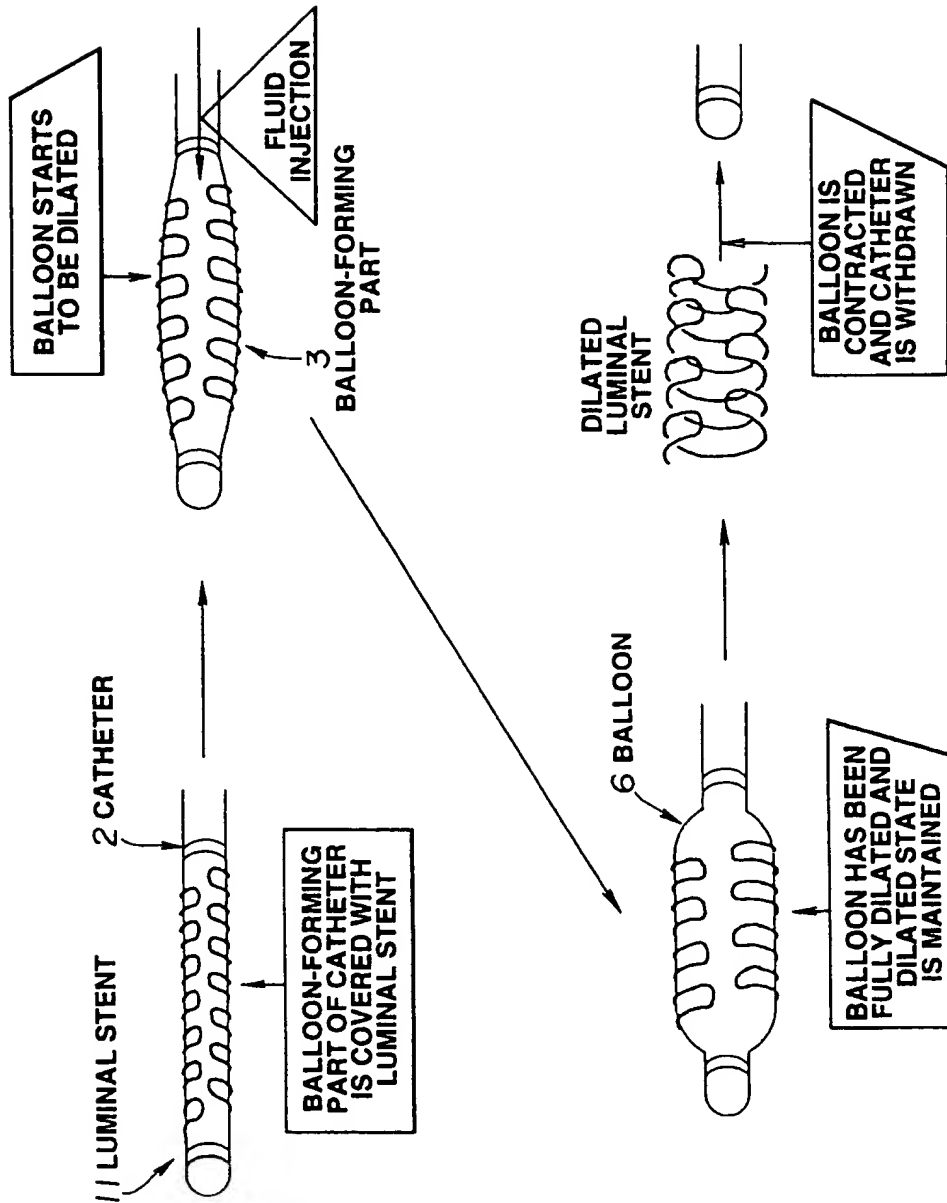 11 LUMINAL STENT
2 CATHETER
BALLOON-FORMING
PART OF CATHETER
IS COVERED WITH
LUMINAL STENT
BALLOON STARTS
TO BE DILATED
FLUID
INJECTION
3
BALLOON-FORMING
PART
6 BALLOON
BALLOON HAS BEEN
FULLY DILATED AND
DILATED STATE
IS MAINTAINED
DILATED
LUMINAL
STENT
BALLOON IS
CONTRACTED
AND CATHETER
IS WITHDRAWN